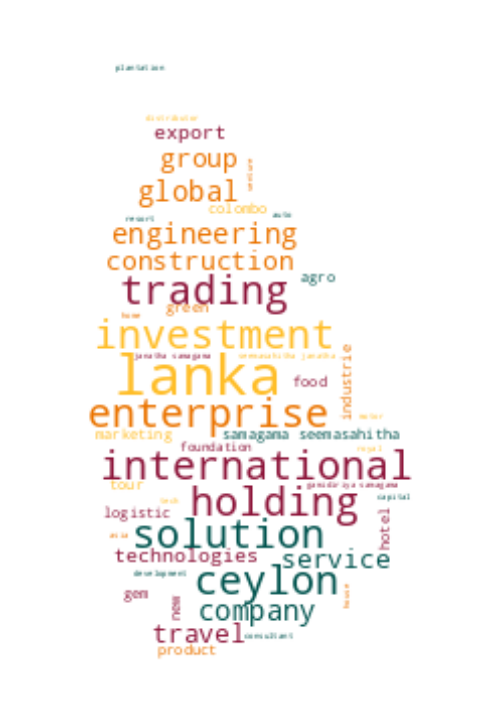 plantation
distributor
export
group
global
colombo
resort
auto
engineering
construction
agro
trading
green
home
investment
janatha samagama
seemasahitha janatha
lanka
food
industrie
enterprise
motor
marketing
samagama
seemasahitha
foundation
royal
international
tour
gamidiriya samagama
holding
tech
capital
logistic
hotel
solution
asia
technologies
service
development
ceylon
gem
new
house
company
travel
consultant
product